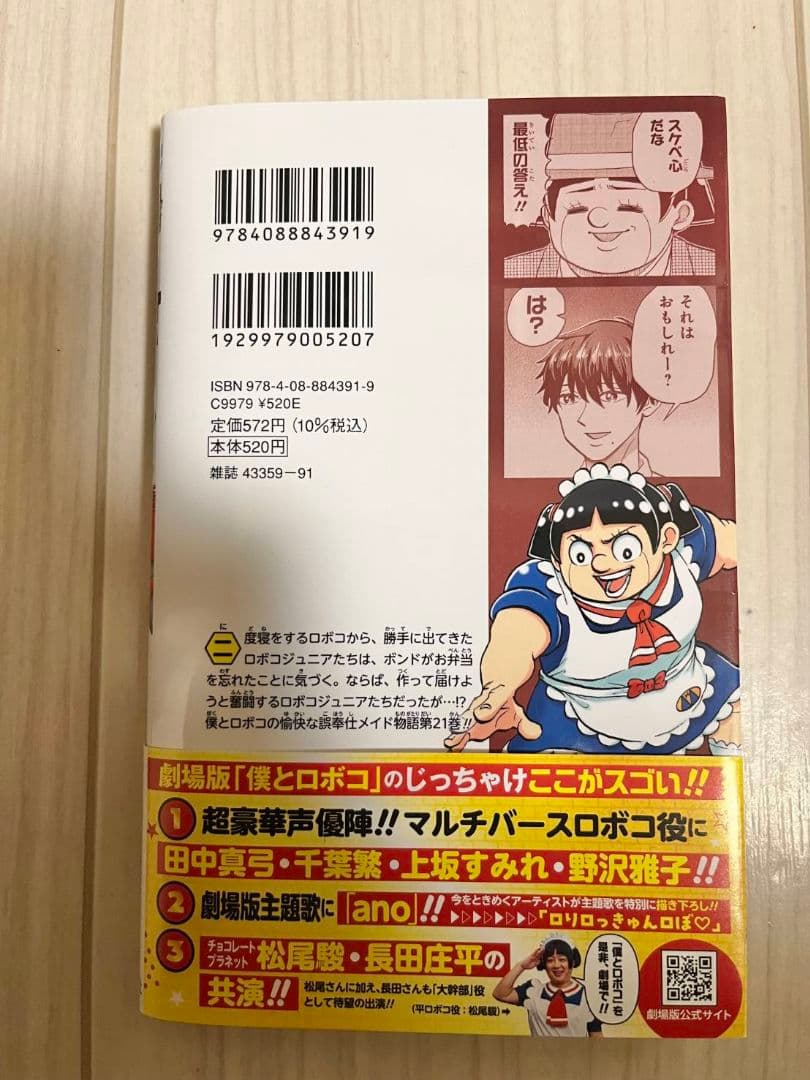 9784088843919
1929979005207
ISBN 978-4-08-884391-9
C9979 ¥520E
定価572円（10%税込）
本体520円
雑誌 43359-91
スケベ心
だな
最低の答え!!
それは
おもしれー？
は？
二度寝をするロボコから、勝手に出てきた
ロボコジュニアたちは、ボンドがお弁当
を忘れたことに気づく。ならば、作って届けよ
うと奮闘するロボコジュニアたちだったが…!?
僕とロボコの愉快な誤奉仕メイド物語第21巻!!
劇場版「僕とロボコ」のじっちゃけここがスゴい!!
1 超豪華声優陣!!マルチバースロボコ役に
田中真弓・千葉繁・上坂すみれ・野沢雅子!!
2 劇場版主題歌に「ano」!!
今をときめくアーティストが主題歌を特別に描き下ろし!!
▷▷▷▷▷▷▷「ロりロっきゅんロぼ♡」
3 チョコレート
プラネット 松尾駿・長田庄平の
共演!!
松尾さんに加え、長田さんも「大幹部」役
として待望の出演!!
（平ロボコ役：松尾駿）➡
「僕とロボコ」を
是非、劇場で!!
劇場版公式サイト